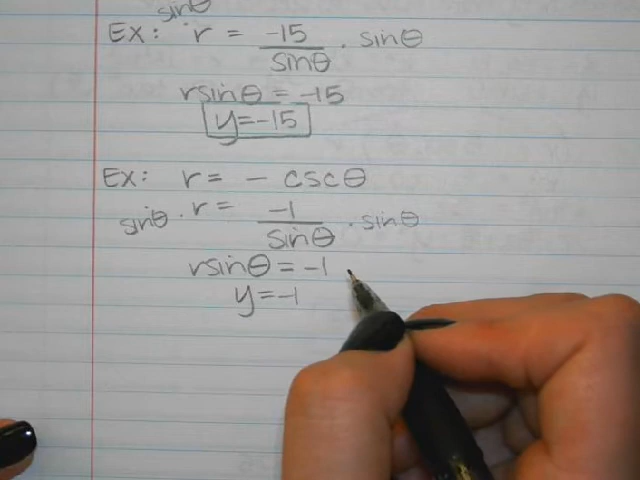 sinθ
Ex: · r = -15/sinθ · sinθ
rsinθ = -15
y=-15
Ex: r = - cscθ
sinθ · r = -1/sinθ · sinθ
rsinθ = -1
y=-1